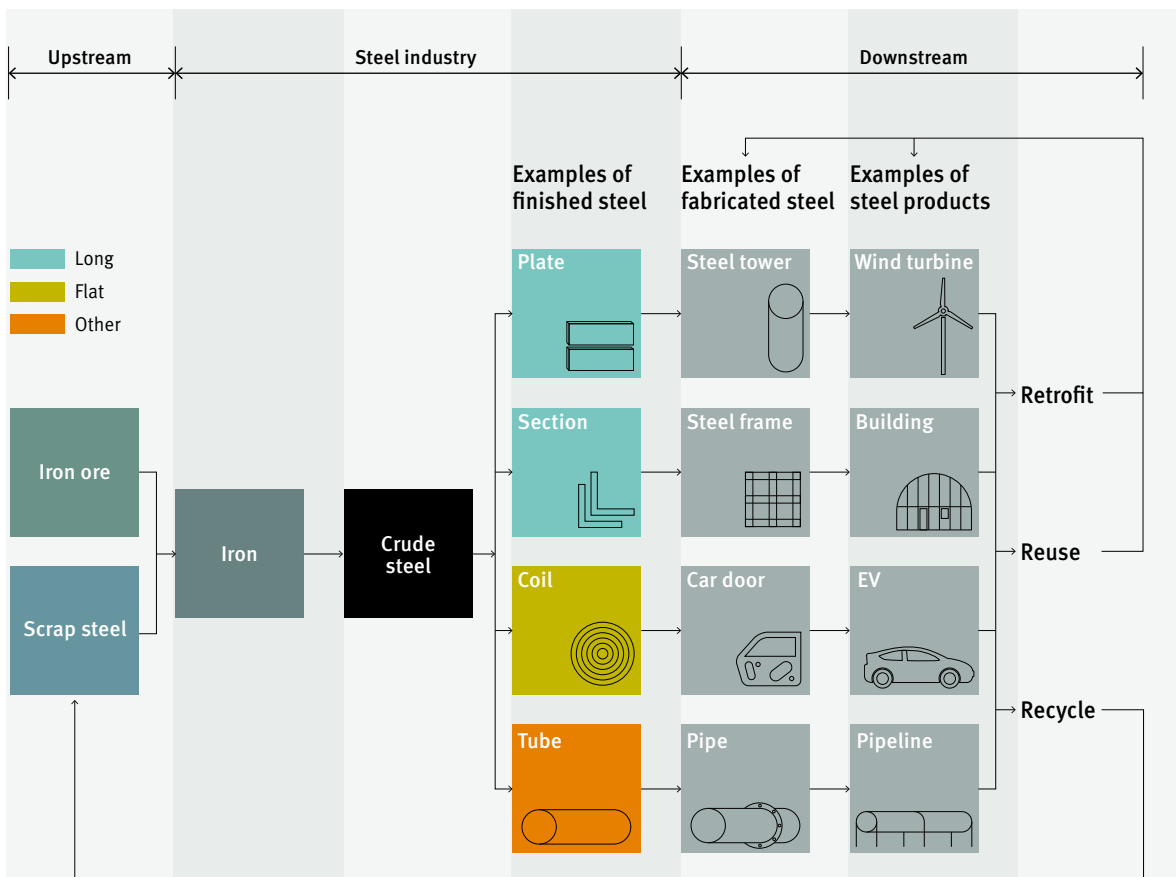 Upstream
Steel industry
Downstream
Examples of
finished steel
Examples of
fabricated steel
Examples of
steel products
Long
Flat
Other
Plate
Steel tower
Wind turbine
Retrofit
Iron ore
Section
Steel frame
Building
Iron
Crude
steel
Reuse
Scrap steel
Coil
Car door
EV
Recycle
Tube
Pipe
Pipeline